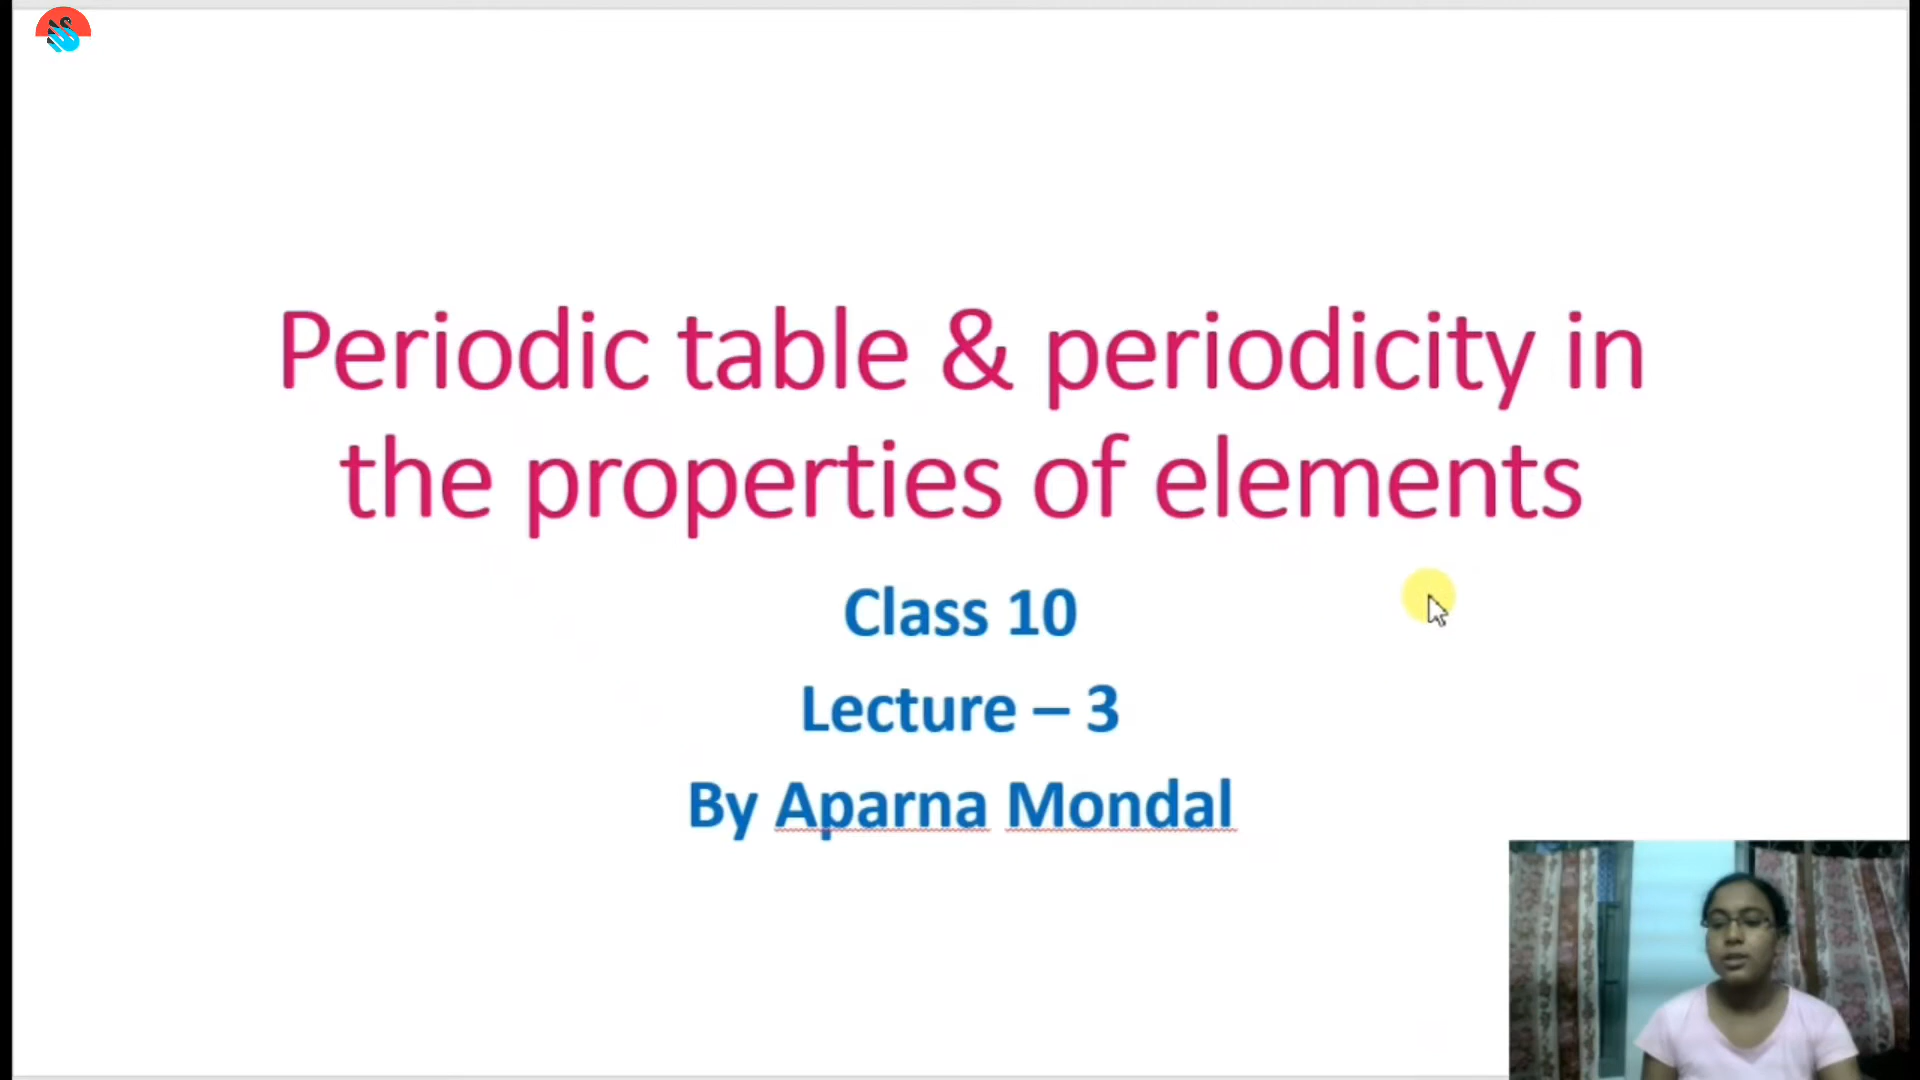 Periodic table & periodicity in
the properties of elements
Class 10
Lecture – 3
By Aparna Mondal